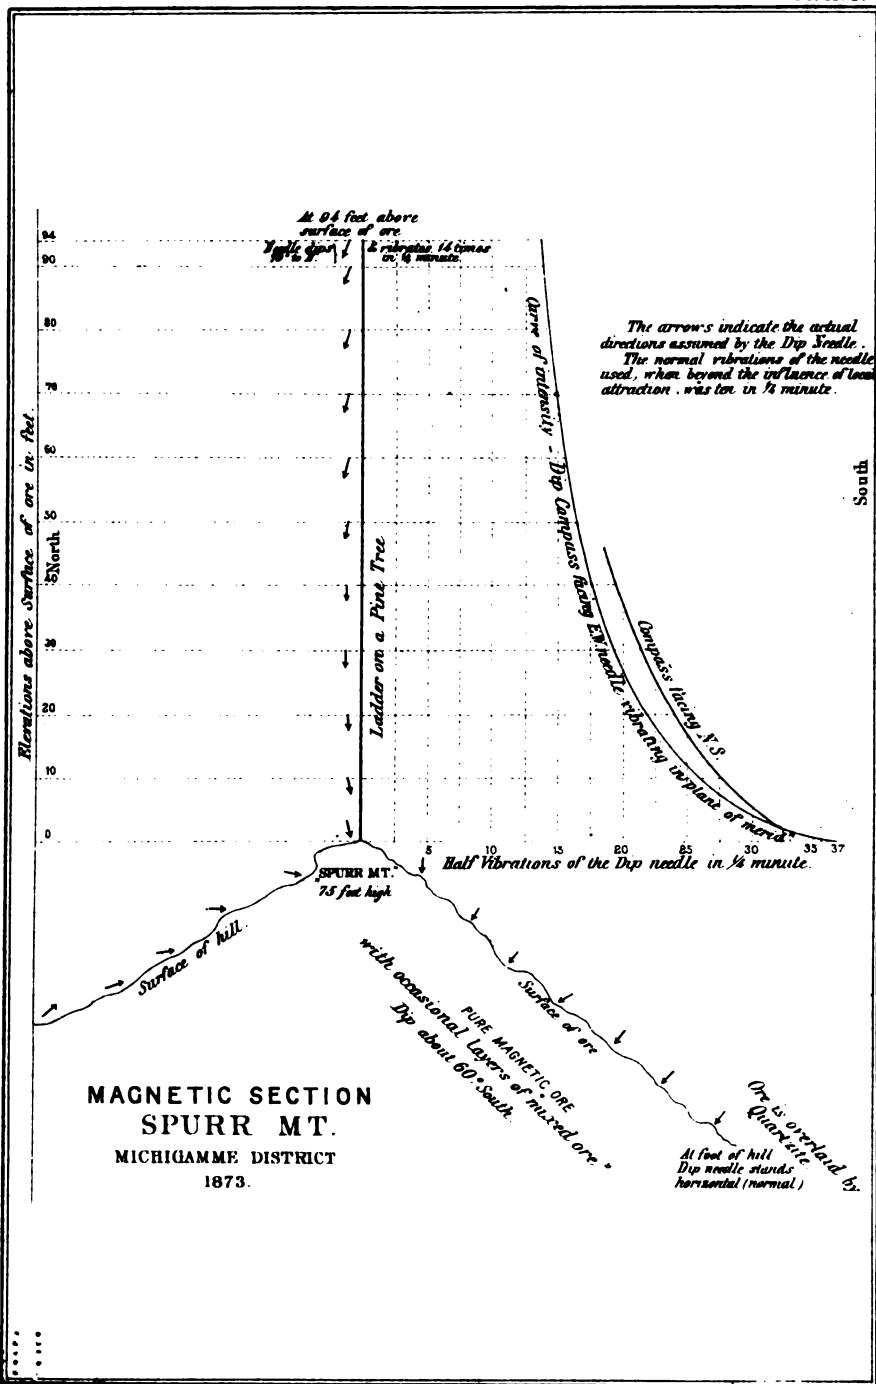 At 94 feet above
surface of ore
Needle dips
& vibrates 14 times
in ¼ minute.
94
90
80
70
60
50
40
30
20
10
0
Elevations above Surface of ore in feet.
North
Ladder on a Pine Tree
Curve of intensity - Dip Compass facing E.W. needle vibrating in plant of merid"
Compass facing N.S.
The arrows indicate the actual
directions assumed by the Dip Needle.
The normal vibrations of the needle
used, when beyond the influence of local
attraction, was ten in ¼ minute.
South
5 10 15 20 25 30 35 37
Half Vibrations of the Dip needle in ¼ minute.
"SPURR MT."
75 feet high
Surface of hill.
Surface of ore
PURE MAGNETIC ORE
with occasional layers of mixed ore"
Dip about 60° South.
Ore is overlaid by
Quartzite
At foot of hill
Dip needle stands
horizontal (normal)
MAGNETIC SECTION
SPURR MT.
MICHIGAMME DISTRICT
1873.